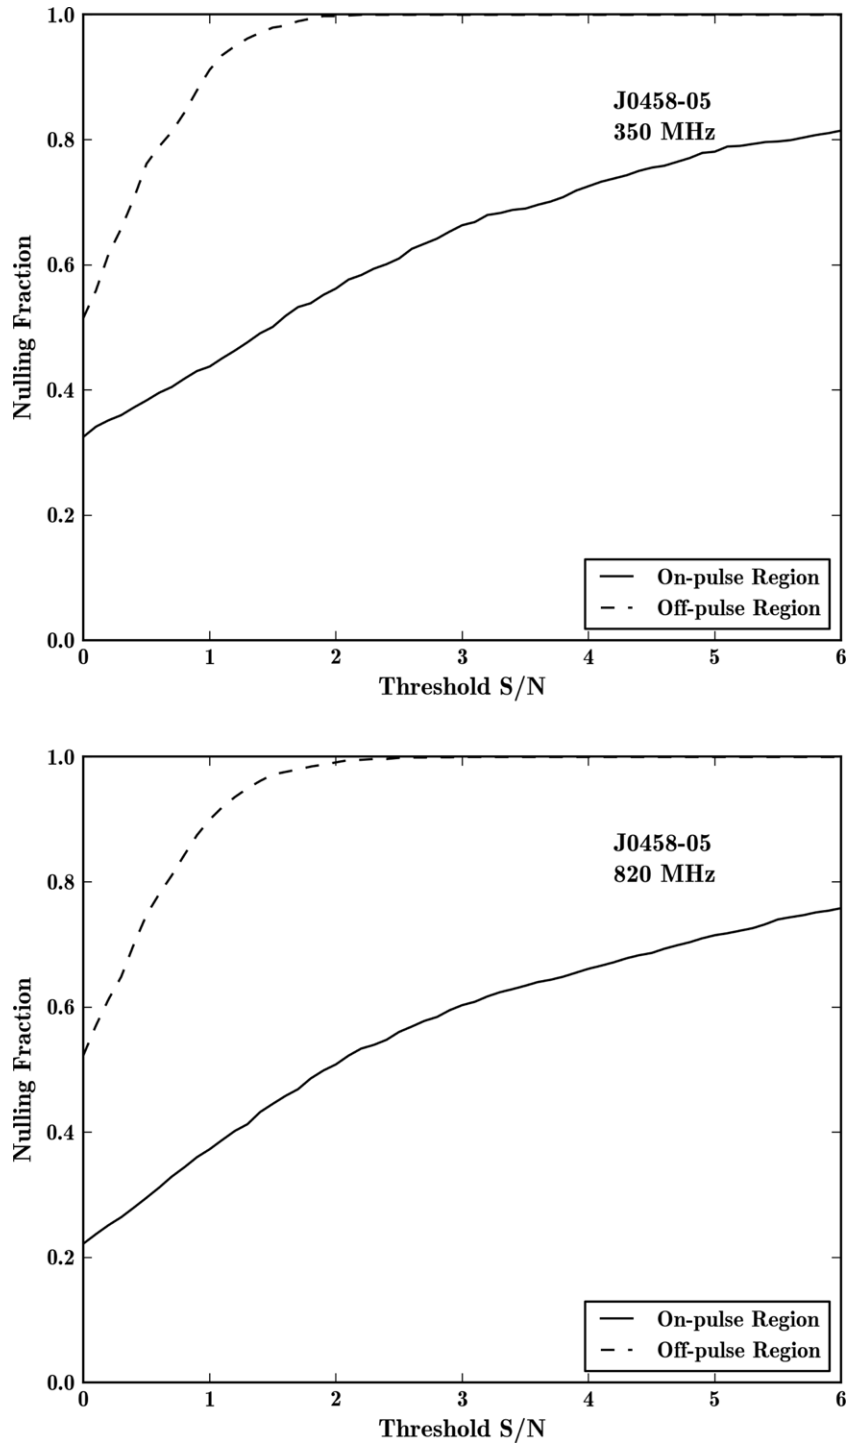 1.0
0.8
0.6
0.4
0.2
0.0
Nulling Fraction
J0458-05
350 MHz
On-pulse Region
Off-pulse Region
0 1 2 3 4 5 6
Threshold S/N
1.0
0.8
0.6
0.4
0.2
0.0
Nulling Fraction
J0458-05
820 MHz
On-pulse Region
Off-pulse Region
0 1 2 3 4 5 6
Threshold S/N